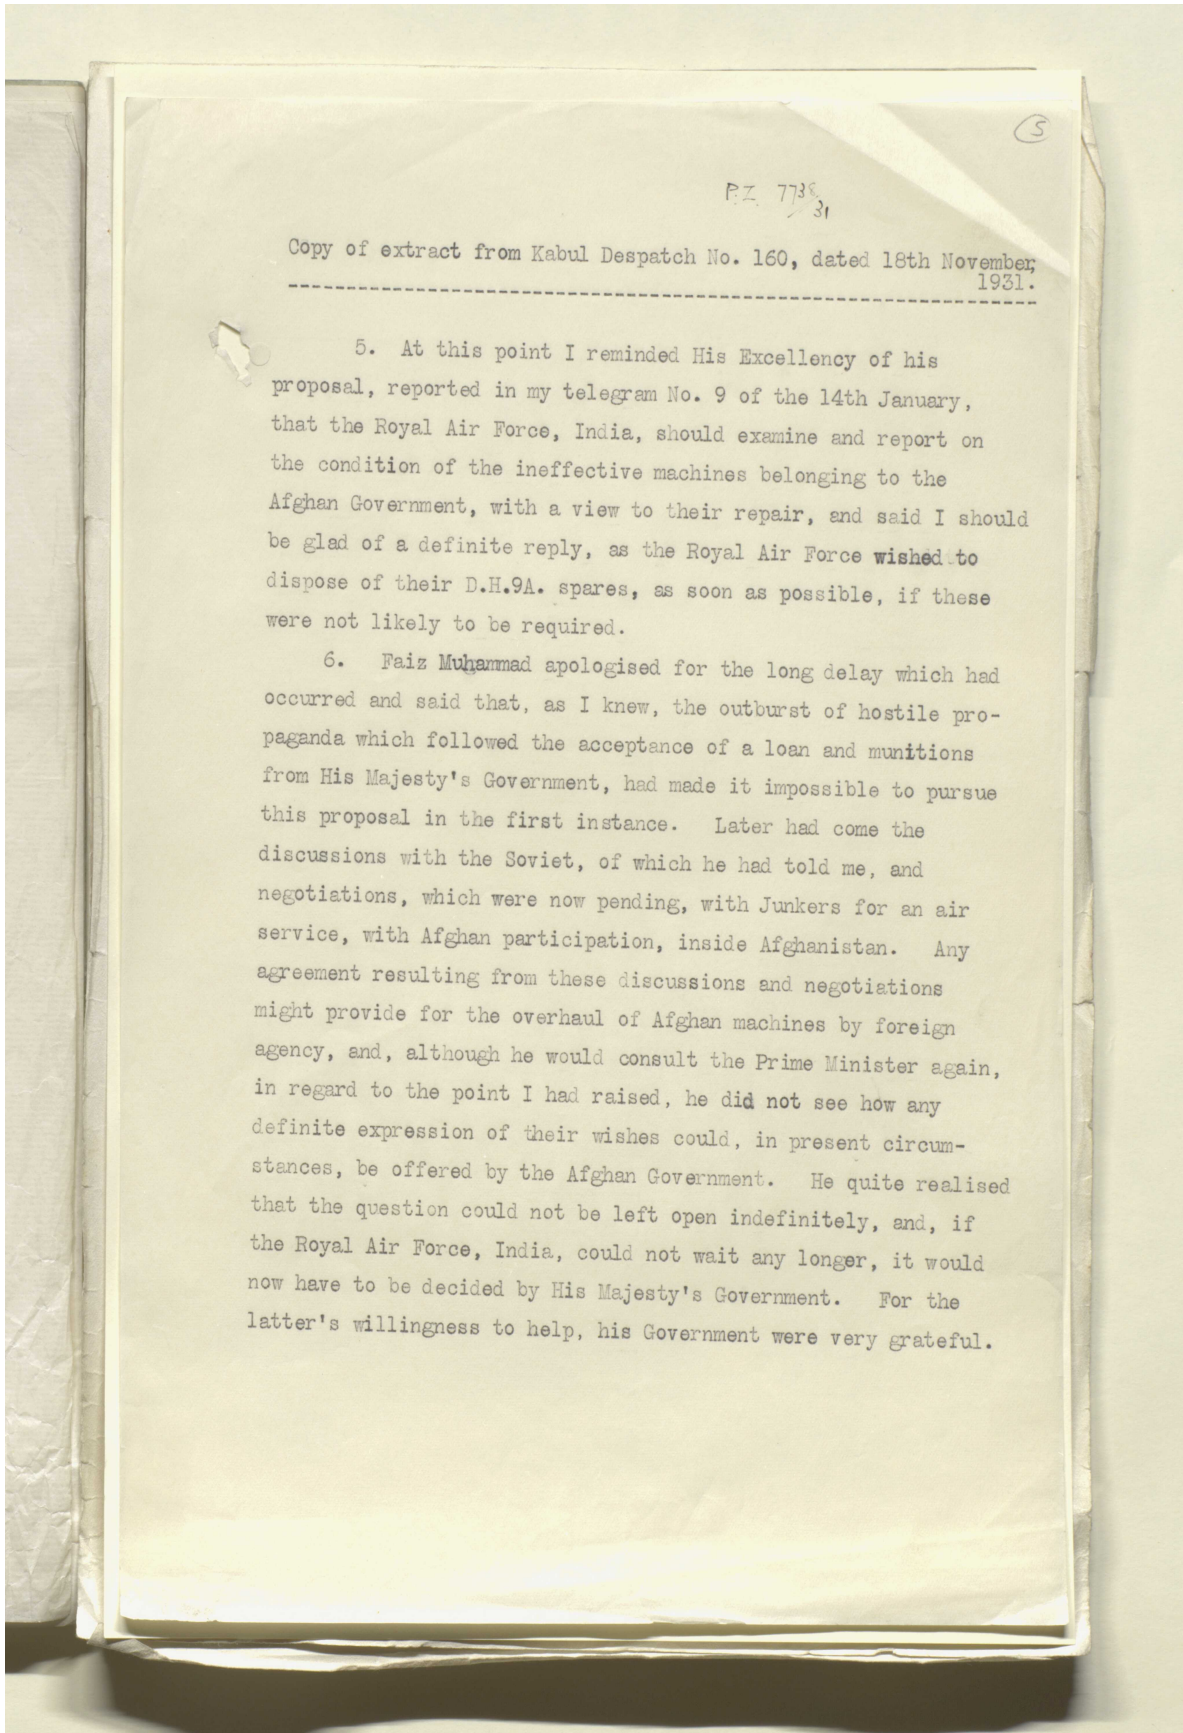 5
P.Z. 7738
31
Copy of extract from Kabul Despatch No. 160, dated 18th November,
1931.
5. At this point I reminded His Excellency of his
proposal, reported in my telegram No. 9 of the 14th January,
that the Royal Air Force, India, should examine and report on
the condition of the ineffective machines belonging to the
Afghan Government, with a view to their repair, and said I should
be glad of a definite reply, as the Royal Air Force wished to
dispose of their D.H.9A. spares, as soon as possible, if these
were not likely to be required.
6. Faiz Muhammad apologised for the long delay which had
occurred and said that, as I knew, the outburst of hostile pro-
paganda which followed the acceptance of a loan and munitions
from His Majesty's Government, had made it impossible to pursue
this proposal in the first instance. Later had come the
discussions with the Soviet, of which he had told me, and
negotiations, which were now pending, with Junkers for an air
service, with Afghan participation, inside Afghanistan. Any
agreement resulting from these discussions and negotiations
might provide for the overhaul of Afghan machines by foreign
agency, and, although he would consult the Prime Minister again,
in regard to the point I had raised, he did not see how any
definite expression of their wishes could, in present circum-
stances, be offered by the Afghan Government. He quite realised
that the question could not be left open indefinitely, and, if
the Royal Air Force, India, could not wait any longer, it would
now have to be decided by His Majesty's Government. For the
latter's willingness to help, his Government were very grateful.